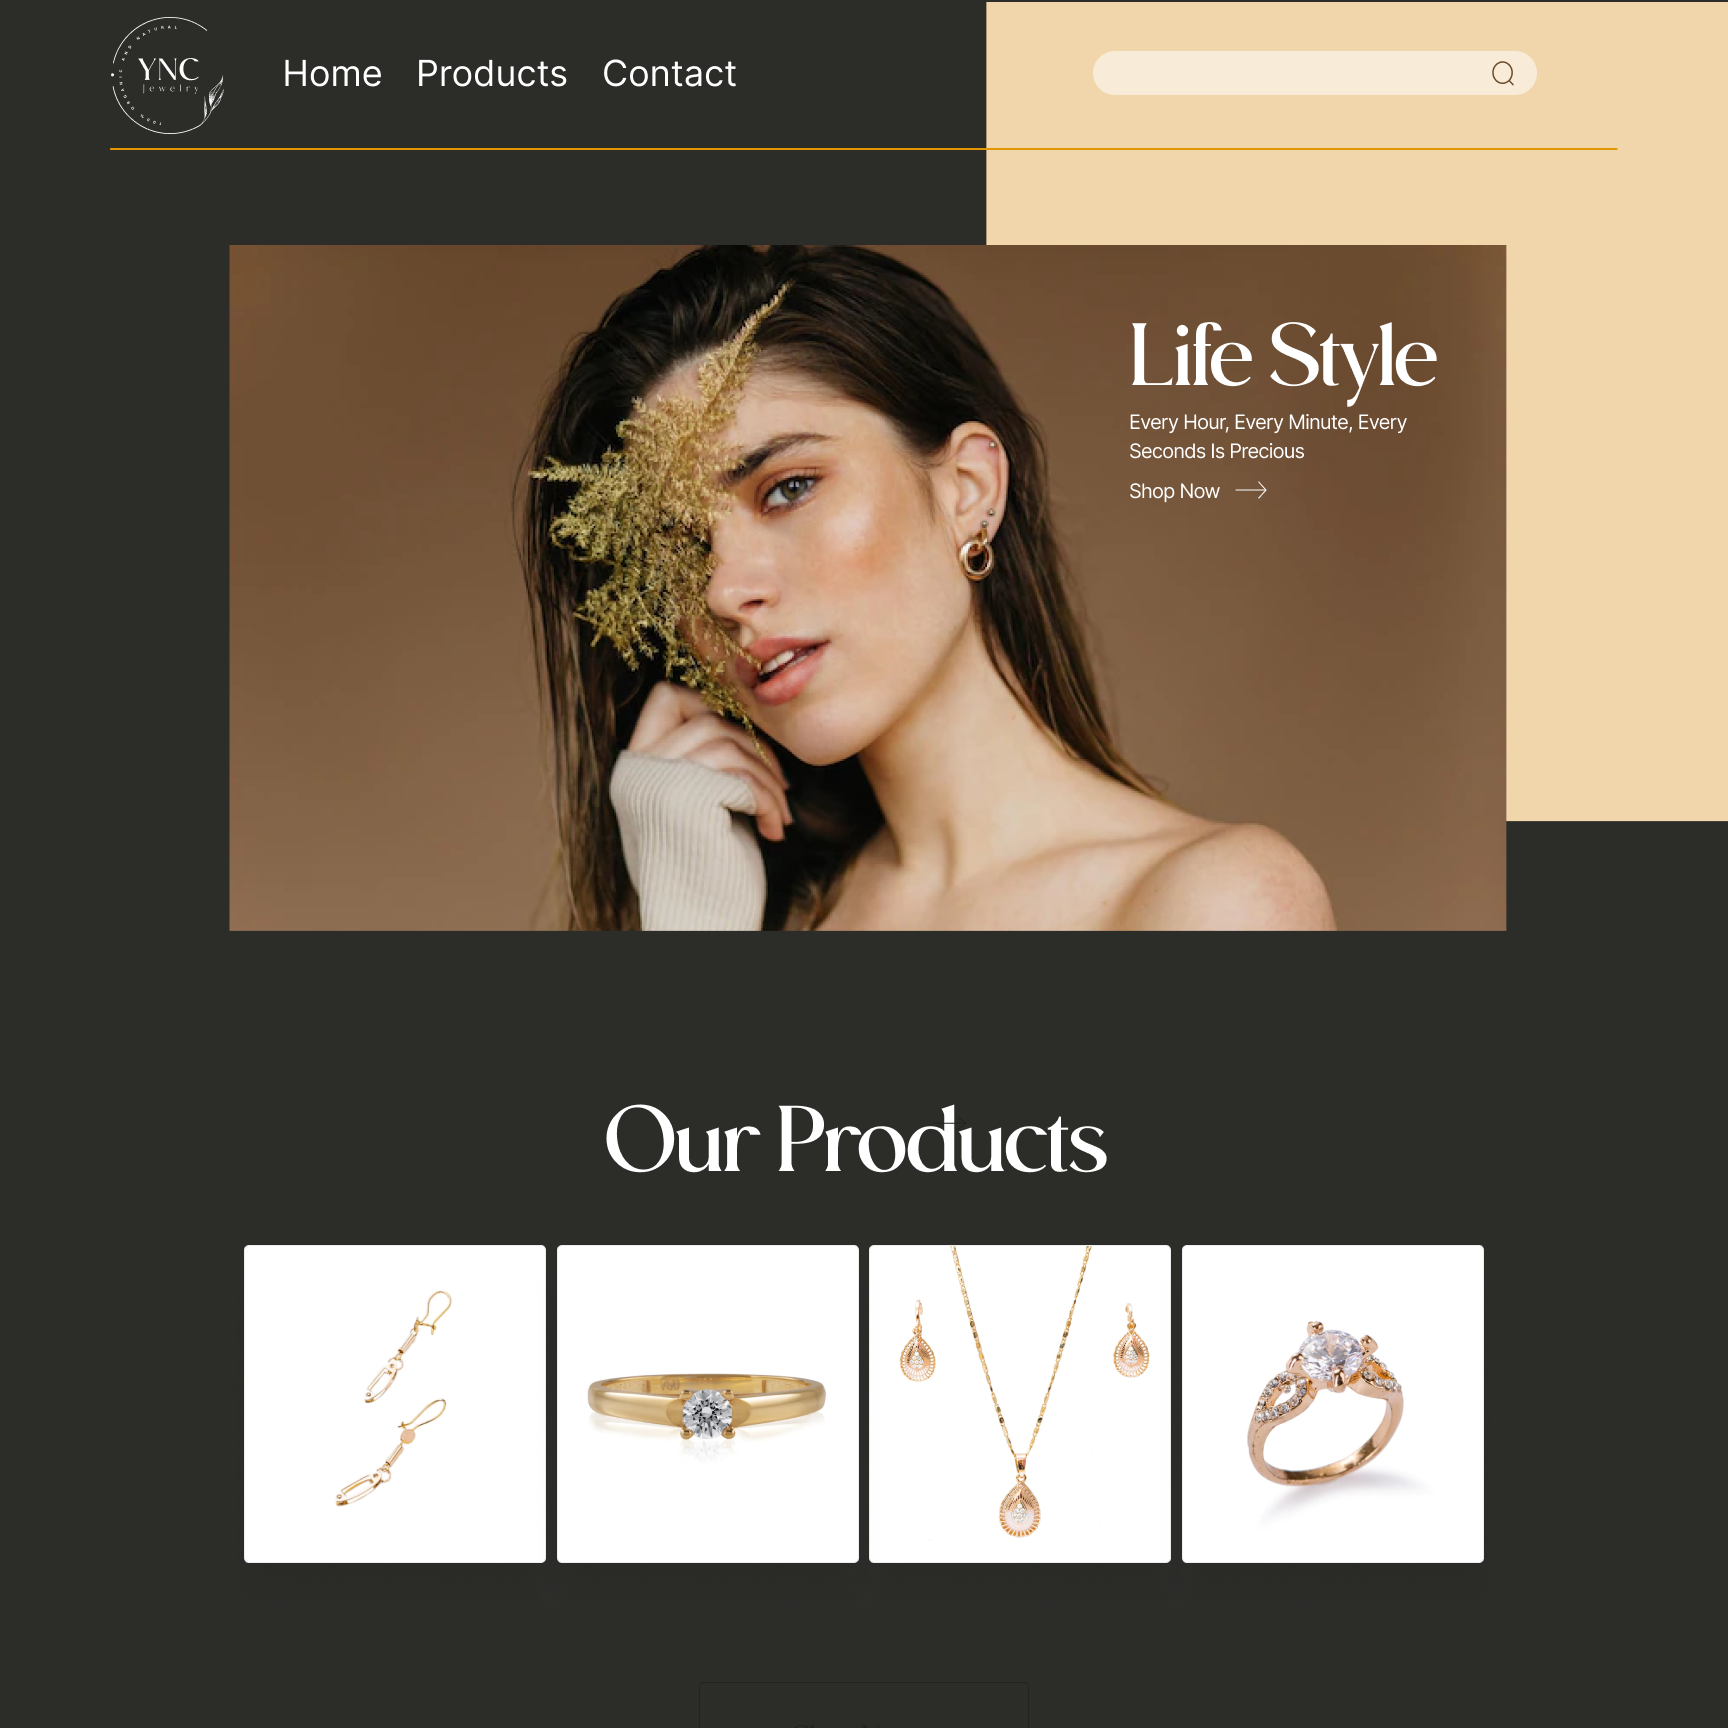 YNC
Jewelry
Home Products Contact
Life Style
Every Hour, Every Minute, Every
Seconds Is Precious
Shop Now
Our Products